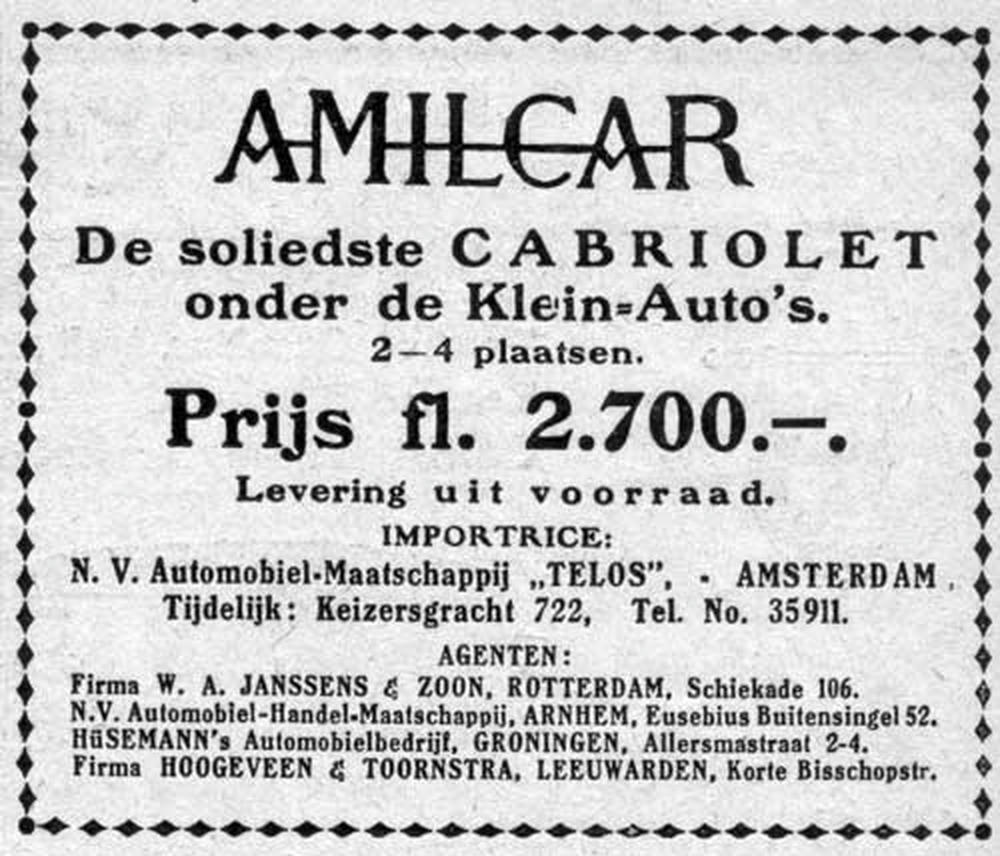 AMILCAR
De soliedste CABRIOLET
onder de Klein-Auto's.
2—4 plaatsen.
Prijs fl. 2.700.—.
Levering uit voorraad.
IMPORTRICE:
N. V. Automobiel-Maatschappij „TELOS”, - AMSTERDAM.
Tijdelijk: Keizersgracht 722, Tel. No. 35911.
AGENTEN:
Firma W. A. JANSSENS & ZOON, ROTTERDAM, Schiekade 106.
N.V. Automobiel-Handel-Maatschappij, ARNHEM, Eusebius Buitensingel 52.
HüSEMANN's Automobielbedrijf, GRONINGEN, Allersmastraat 2-4.
Firma HOOGEVEEN & TOORNSTRA, LEEUWARDEN, Korte Bisschopstr.